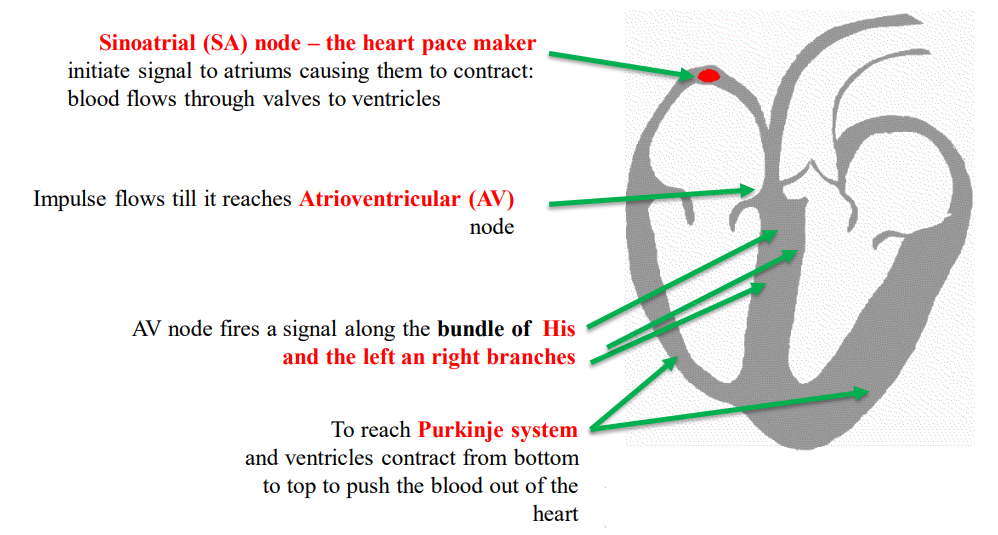 Sinoatrial (SA) node – the heart pace maker
initiate signal to atriums causing them to contract:
blood flows through valves to ventricles
Impulse flows till it reaches Atrioventricular (AV)
node
AV node fires a signal along the bundle of His
and the left an right branches
To reach Purkinje system
and ventricles contract from bottom
to top to push the blood out of the
heart